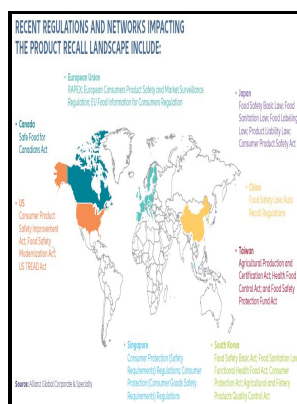 RECENT REGULATIONS AND NETWORKS IMPACTING
THE PRODUCT RECALL LANDSCAPE INCLUDE:
• European Union
RAPEX; European Consumers Product Safety and Market Surveillance
Regulation; EU Food Information for Consumers Regulation
• Japan
Food Safety Basic Law; Food
Sanitation Law; Food Labeling
Law; Product Liability Law;
Consumer Product Safety Act
• Canada
Safe Food for
Canadians Act
• China
Food Safety Law; Auto
Recall Regulations
• US
Consumer Product
Safety Improvement
Act; Food Safety
Modernization Act;
US TREAD Act
• Taiwan
Agricultural Production and
Certification Act; Health Food
Control Act; and Food Safety
Protection Fund Act
• Singapore
Consumer Protection (Safety
Requirements) Regulations; Consumer
Protection (Consumer Goods Safety
Requirements) Regulations
• South Korea
Food Safety Basic Act; Food Sanitation Law
Functional Health Food Act; Consumer
Protection Act; Agricultural and Fishery
Products Quality Control Act
Source: Allianz Global Corporate & Specialty